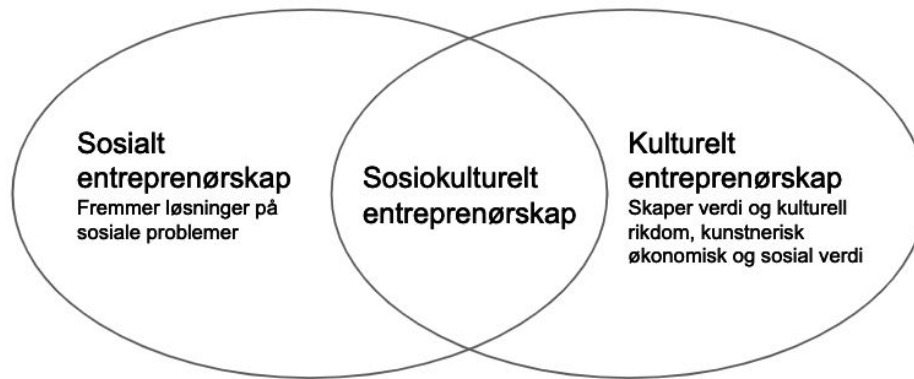 Sosialt
entreprenørskap
Fremmer løsninger på
sosiale problemer
Sosiokulturelt
entreprenørskap
Kulturelt
entreprenørskap
Skaper verdi og kulturell
rikdom, kunstnerisk
økonomisk og sosial verdi